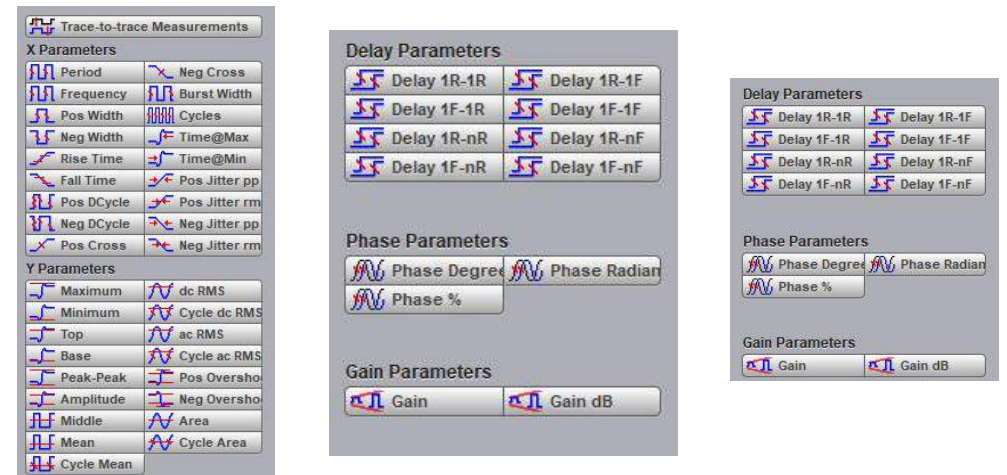 Trace-to-trace Measurements
X Parameters
Period Neg Cross
Frequency Burst Width
Pos Width Cycles
Neg Width Time@Max
Rise Time Time@Min
Fall Time Pos Jitter pp
Pos DCycle Pos Jitter rm
Neg DCycle Neg Jitter pp
Pos Cross Neg Jitter rm
Y Parameters
Maximum dc RMS
Minimum Cycle dc RMS
Top ac RMS
Base Cycle ac RMS
Peak-Peak Pos Oversho
Amplitude Neg Oversho
Middle Area
Mean Cycle Area
Cycle Mean
Delay Parameters
Delay 1R-1R Delay 1R-1F
Delay 1F-1R Delay 1F-1F
Delay 1R-nR Delay 1R-nF
Delay 1F-nR Delay 1F-nF
Phase Parameters
Phase Degree Phase Radian
Phase %
Gain Parameters
Gain Gain dB
Delay Parameters
Delay 1R-1R Delay 1R-1F
Delay 1F-1R Delay 1F-1F
Delay 1R-nR Delay 1R-nF
Delay 1F-nR Delay 1F-nF
Phase Parameters
Phase Degree Phase Radian
Phase %
Gain Parameters
Gain Gain dB